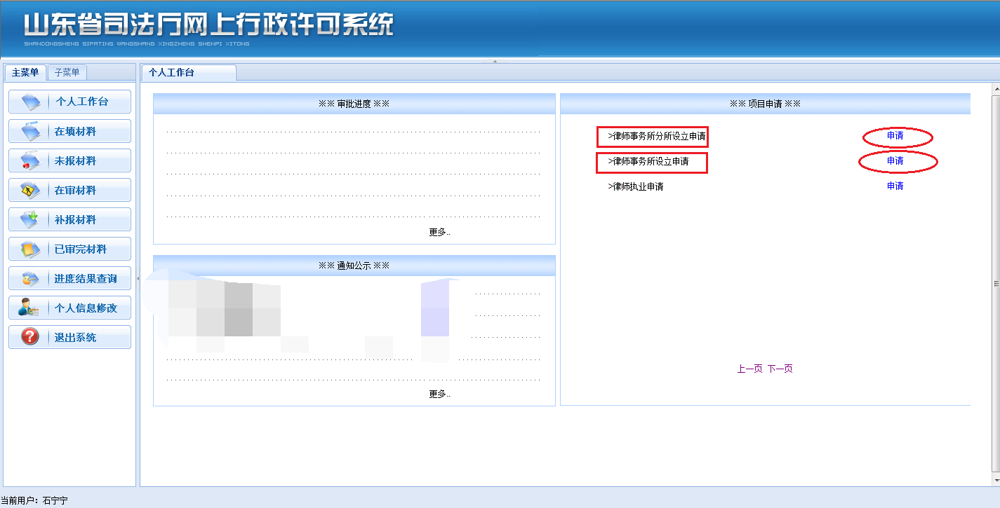 山东省司法厅网上行政许可系统
SHANDONGSHENG SIFATING WANGSHANG XINGZHENG SHENPI XITONG
主菜单 子菜单
个人工作台
在填材料
未报材料
在审材料
补报材料
已审完材料
进度结果查询
个人信息修改
退出系统
个人工作台
※※ 审批进度 ※※
更多..
※※ 通知公示 ※※
更多..
※※ 项目申请 ※※
>律师事务所分所设立申请 申请
>律师事务所设立申请 申请
>律师执业申请 申请
上一页 下一页
当前用户：石宁宁